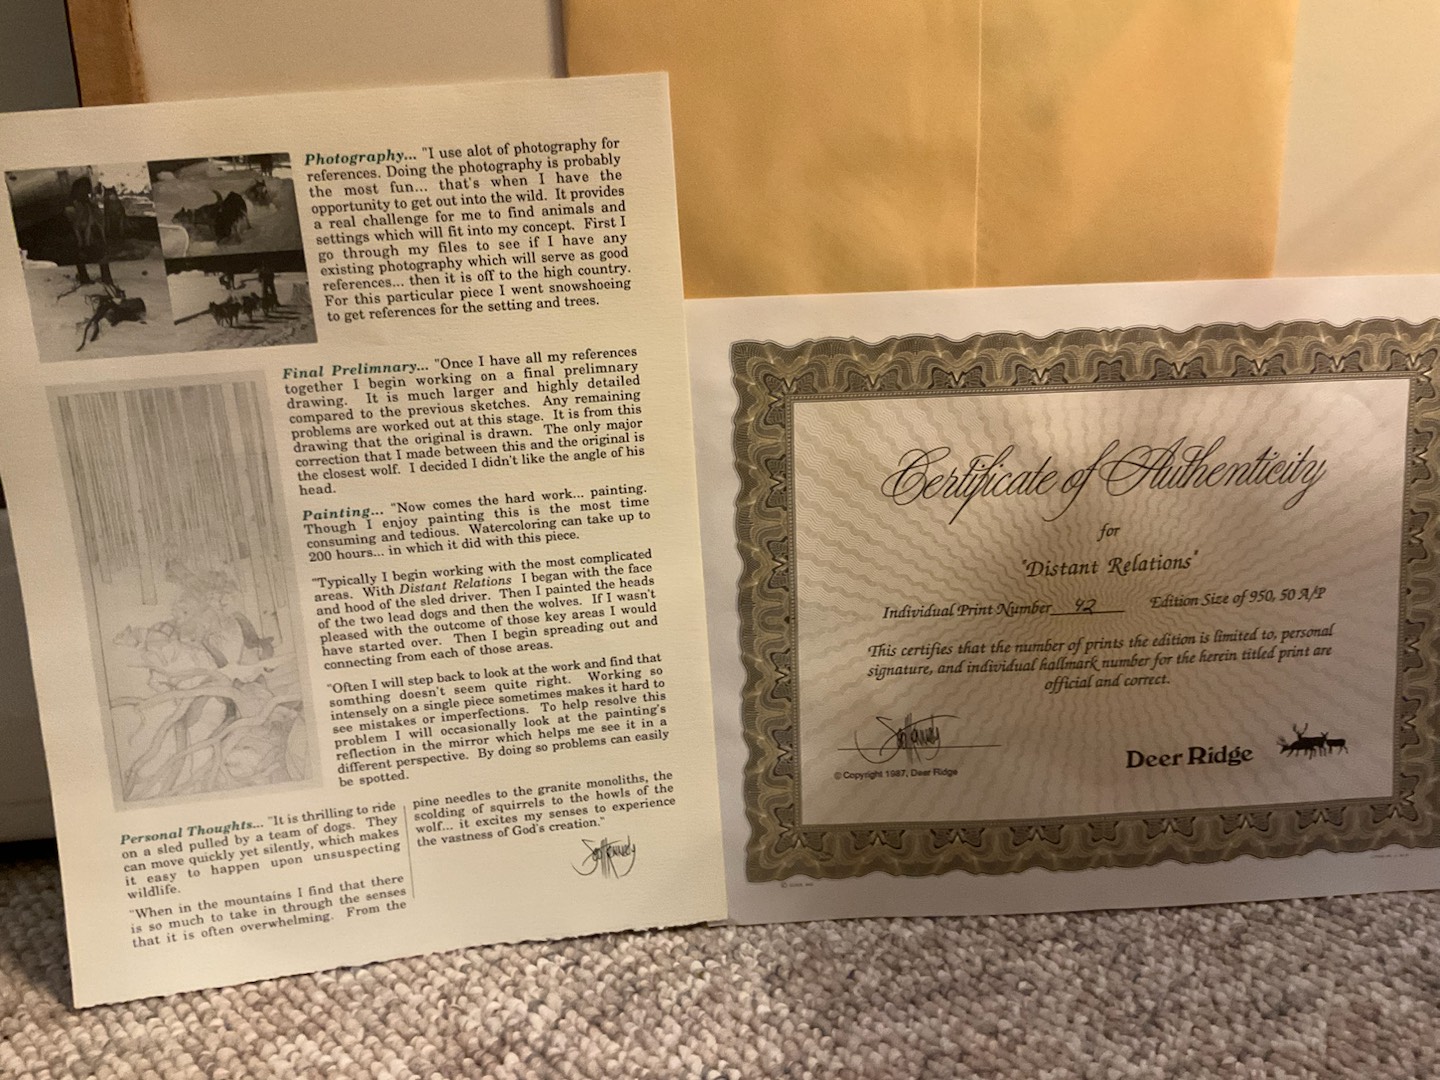 Photography... "I use alot of photography for
references. Doing the photography is probably
the most fun... that's when I have the
opportunity to get out into the wild. It provides
a real challenge for me to find animals and
settings which will fit into my concept. First I
go through my files to see if I have any
existing photography which will serve as good
references... then it is off to the high country.
For this particular piece I went snowshoeing
to get references for the setting and trees.
Final Prelimnary... "Once I have all my references
together I begin working on a final prelimnary
drawing. It is much larger and highly detailed
compared to the previous sketches. Any remaining
problems are worked out at this stage. It is from this
drawing that the original is drawn. The only major
correction that I made between this and the original is
the closest wolf. I decided I didn't like the angle of his
head.
Painting... "Now comes the hard work... painting.
Though I enjoy painting this is the most time
consuming and tedious. Watercoloring can take up to
200 hours... in which it did with this piece.
"Typically I begin working with the most complicated
areas. With Distant Relations I began with the face
and hood of the sled driver. Then I painted the heads
of the two lead dogs and then the wolves. If I wasn't
pleased with the outcome of those key areas I would
have started over. Then I begin spreading out and
connecting from each of those areas.
"Often I will step back to look at the work and find that
somthing doesn't seem quite right. Working so
intensely on a single piece sometimes makes it hard to
see mistakes or imperfections. To help resolve this
problem I will occasionally look at the painting's
reflection in the mirror which helps me see it in a
different perspective. By doing so problems can easily
be spotted.
Personal Thoughts... "It is thrilling to ride
on a sled pulled by a team of dogs. They
can move quickly yet silently, which makes
it easy to happen upon unsuspecting
wildlife.
"When in the mountains I find that there
is so much to take in through the senses
that it is often overwhelming. From the
pine needles to the granite monoliths, the
scolding of squirrels to the howls of the
wolf... it excites my senses to experience
the vastness of God's creation."
Certificate of Authenticity
for
"Distant Relations"
Individual Print Number 42 Edition Size of 950, 50 A/P
This certifies that the number of prints the edition is limited to, personal
signature, and individual hallmark number for the herein titled print are
official and correct.
© Copyright 1987, Deer Ridge
Deer Ridge